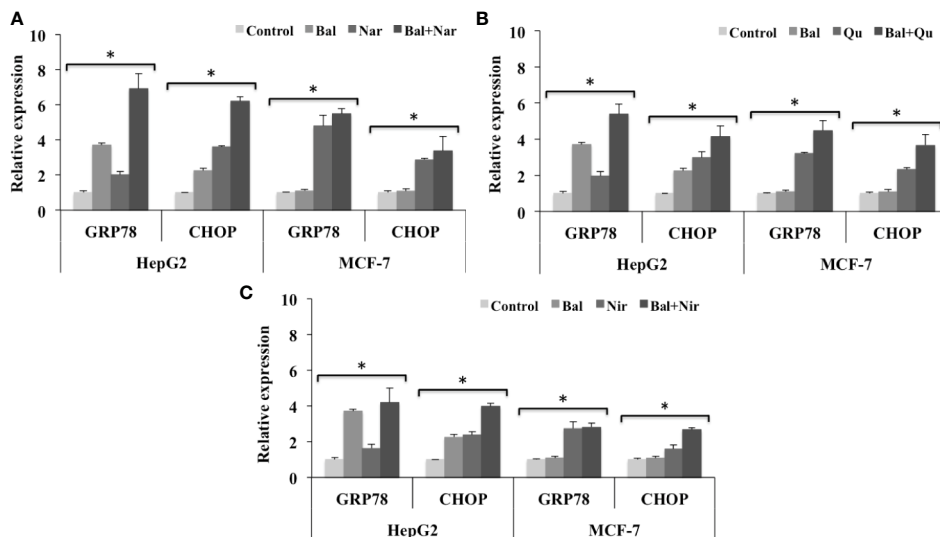 A
Control Bal Nar Bal+Nar
Relative expression
10
8
6
4
2
0
*
*
*
*
GRP78 CHOP GRP78 CHOP
HepG2 MCF-7
B
Control Bal Qu Bal+Qu
Relative expression
10
8
6
4
2
0
*
*
*
*
GRP78 CHOP GRP78 CHOP
HepG2 MCF-7
C
Control Bal Nir Bal+Nir
Relative expression
10
8
6
4
2
0
*
*
*
*
GRP78 CHOP GRP78 CHOP
HepG2 MCF-7